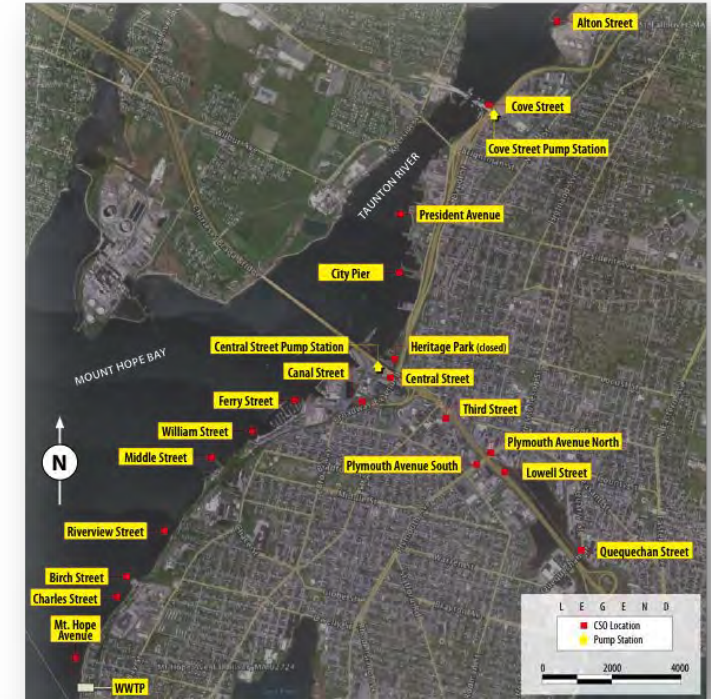 Alton Street
Cove Street
Cove Street Pump Station
TAUNTON RIVER
President Avenue
City Pier
Central Street Pump Station
Heritage Park (closed)
MOUNT HOPE BAY
Canal Street
Central Street
Ferry Street
Third Street
William Street
Plymouth Avenue North
Middle Street
Plymouth Avenue South
Lowell Street
N
Riverview Street
Quequechan Street
Birch Street
Charles Street
Mt. Hope
Avenue
WWTP
L E G E N D
CSO Location
Pump Station
0 2000 4000